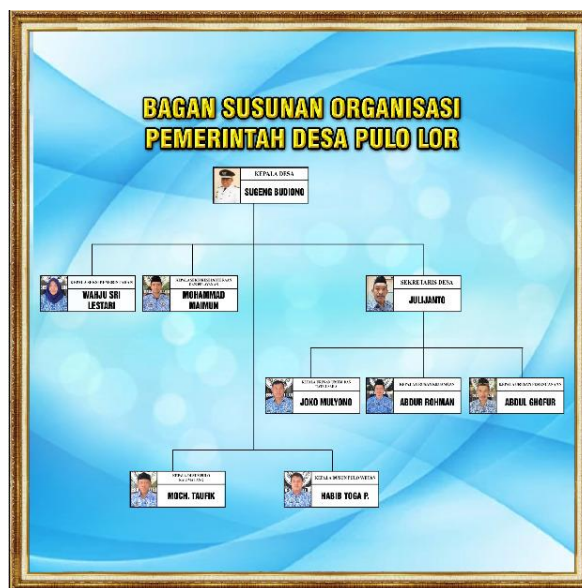 BAGAN SUSUNAN ORGANISASI
PEMERINTAH DESA PULO LOR
KEPALA DESA
SUGENG BUDIONO
WAHJU SRI
LESTARI
MOHAMMAD
MAIMUN
SEKRETARIS DESA
JULIJANTO
JOKO MULYONO
ABDUR ROHMAN
ABDUL GHOFUR
MOCH. TAUFIK
KEPALA DUSUN PULO WETAN
HABIB TOGA P.